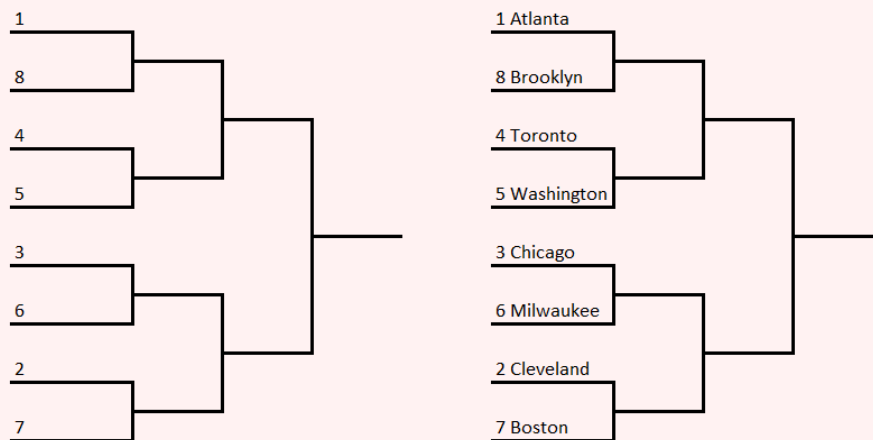 1
8
4
5
3
6
2
7
1 Atlanta
8 Brooklyn
4 Toronto
5 Washington
3 Chicago
6 Milwaukee
2 Cleveland
7 Boston